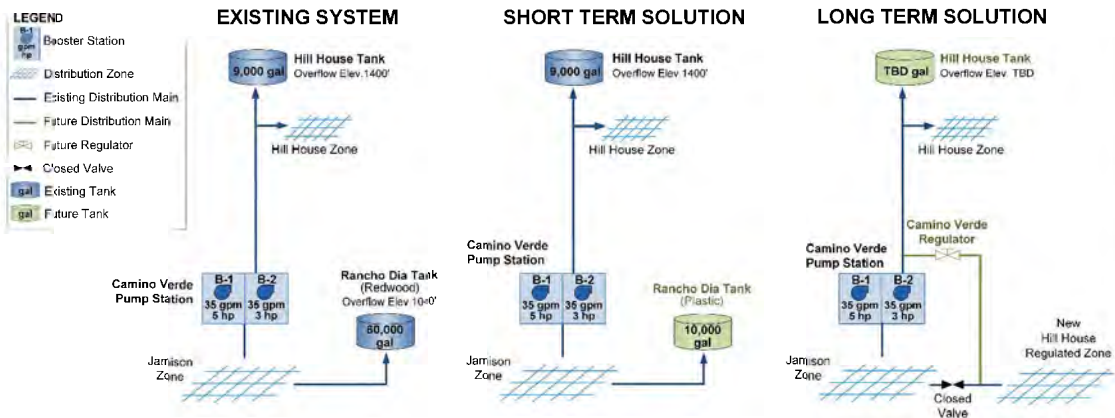 LEGEND
B-1
gpm
hp
Booster Station
Distribution Zone
Existing Distribution Main
Future Distribution Main
Future Regulator
Closed Valve
gal Existing Tank
gal Future Tank
EXISTING SYSTEM
9,000 gal
Hill House Tank
Overflow Elev. 1400'
Hill House Zone
Camino Verde
Pump Station
B-1 B-2
35 gpm 35 gpm
5 hp 3 hp
Rancho Dia Tank
(Redwood)
Overflow Elev 1040'
60,000
gal
Jamison
Zone
SHORT TERM SOLUTION
9,000 gal
Hill House Tank
Overflow Elev. 1400'
Hill House Zone
Camino Verde
Pump Station
B-1 B-2
35 gpm 35 gpm
5 hp 3 hp
Rancho Dia Tank
(Plastic)
10,000
gal
Jamison
Zone
LONG TERM SOLUTION
TBD gal
Hill House Tank
Overflow Elev. TBD
Hill House Zone
Camino Verde
Regulator
Camino Verde
Pump Station
B-1 B-2
35 gpm 35 gpm
5 hp 3 hp
New
Hill House
Regulated Zone
Jamison
Zone
Closed
Valve